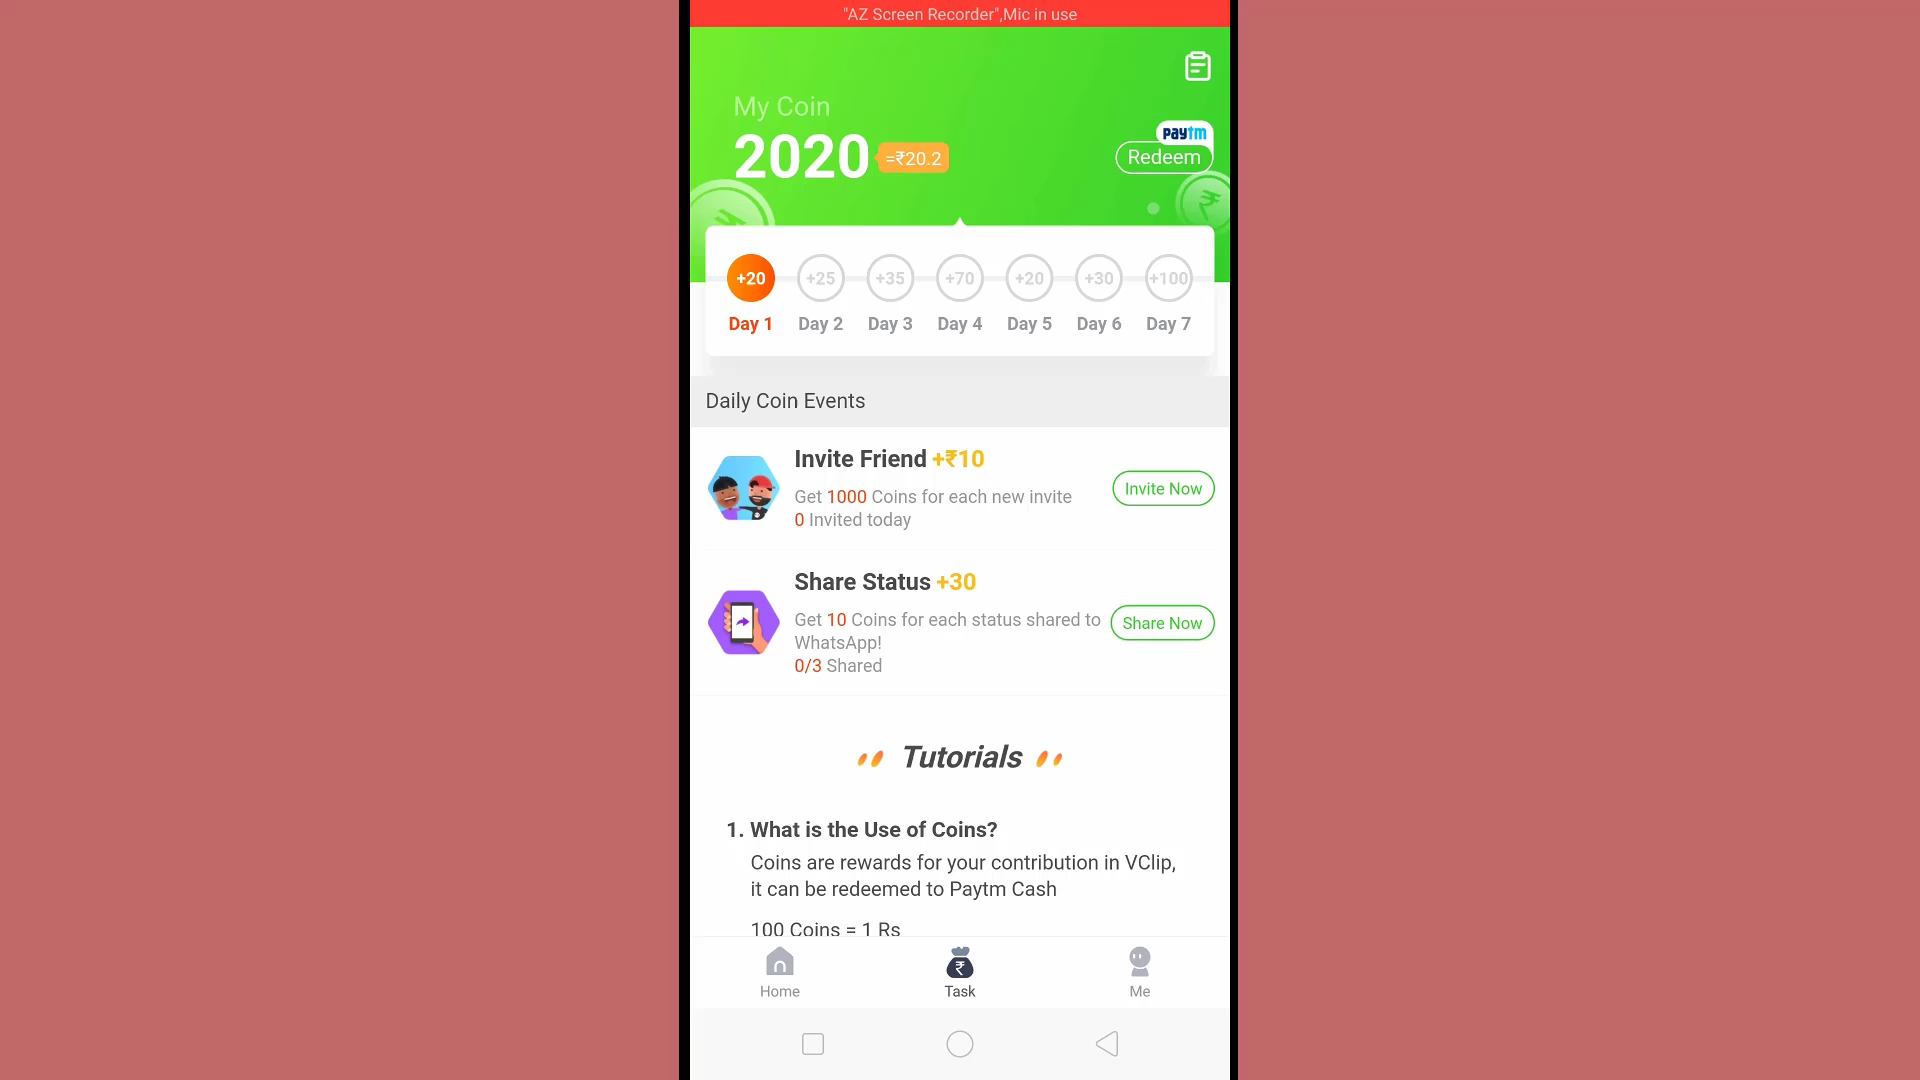 "AZ Screen Recorder",Mic in use
My Coin
2020 =₹20.2
paytm
Redeem
+20 +25 +35 +70 +20 +30 +100
Day 1 Day 2 Day 3 Day 4 Day 5 Day 6 Day 7
Daily Coin Events
Invite Friend +₹10
Get 1000 Coins for each new invite
0 Invited today
Invite Now
Share Status +30
Get 10 Coins for each status shared to
WhatsApp!
0/3 Shared
Share Now
Tutorials
1. What is the Use of Coins?
Coins are rewards for your contribution in VClip,
it can be redeemed to Paytm Cash
100 Coins = 1 Rs
Home Task Me